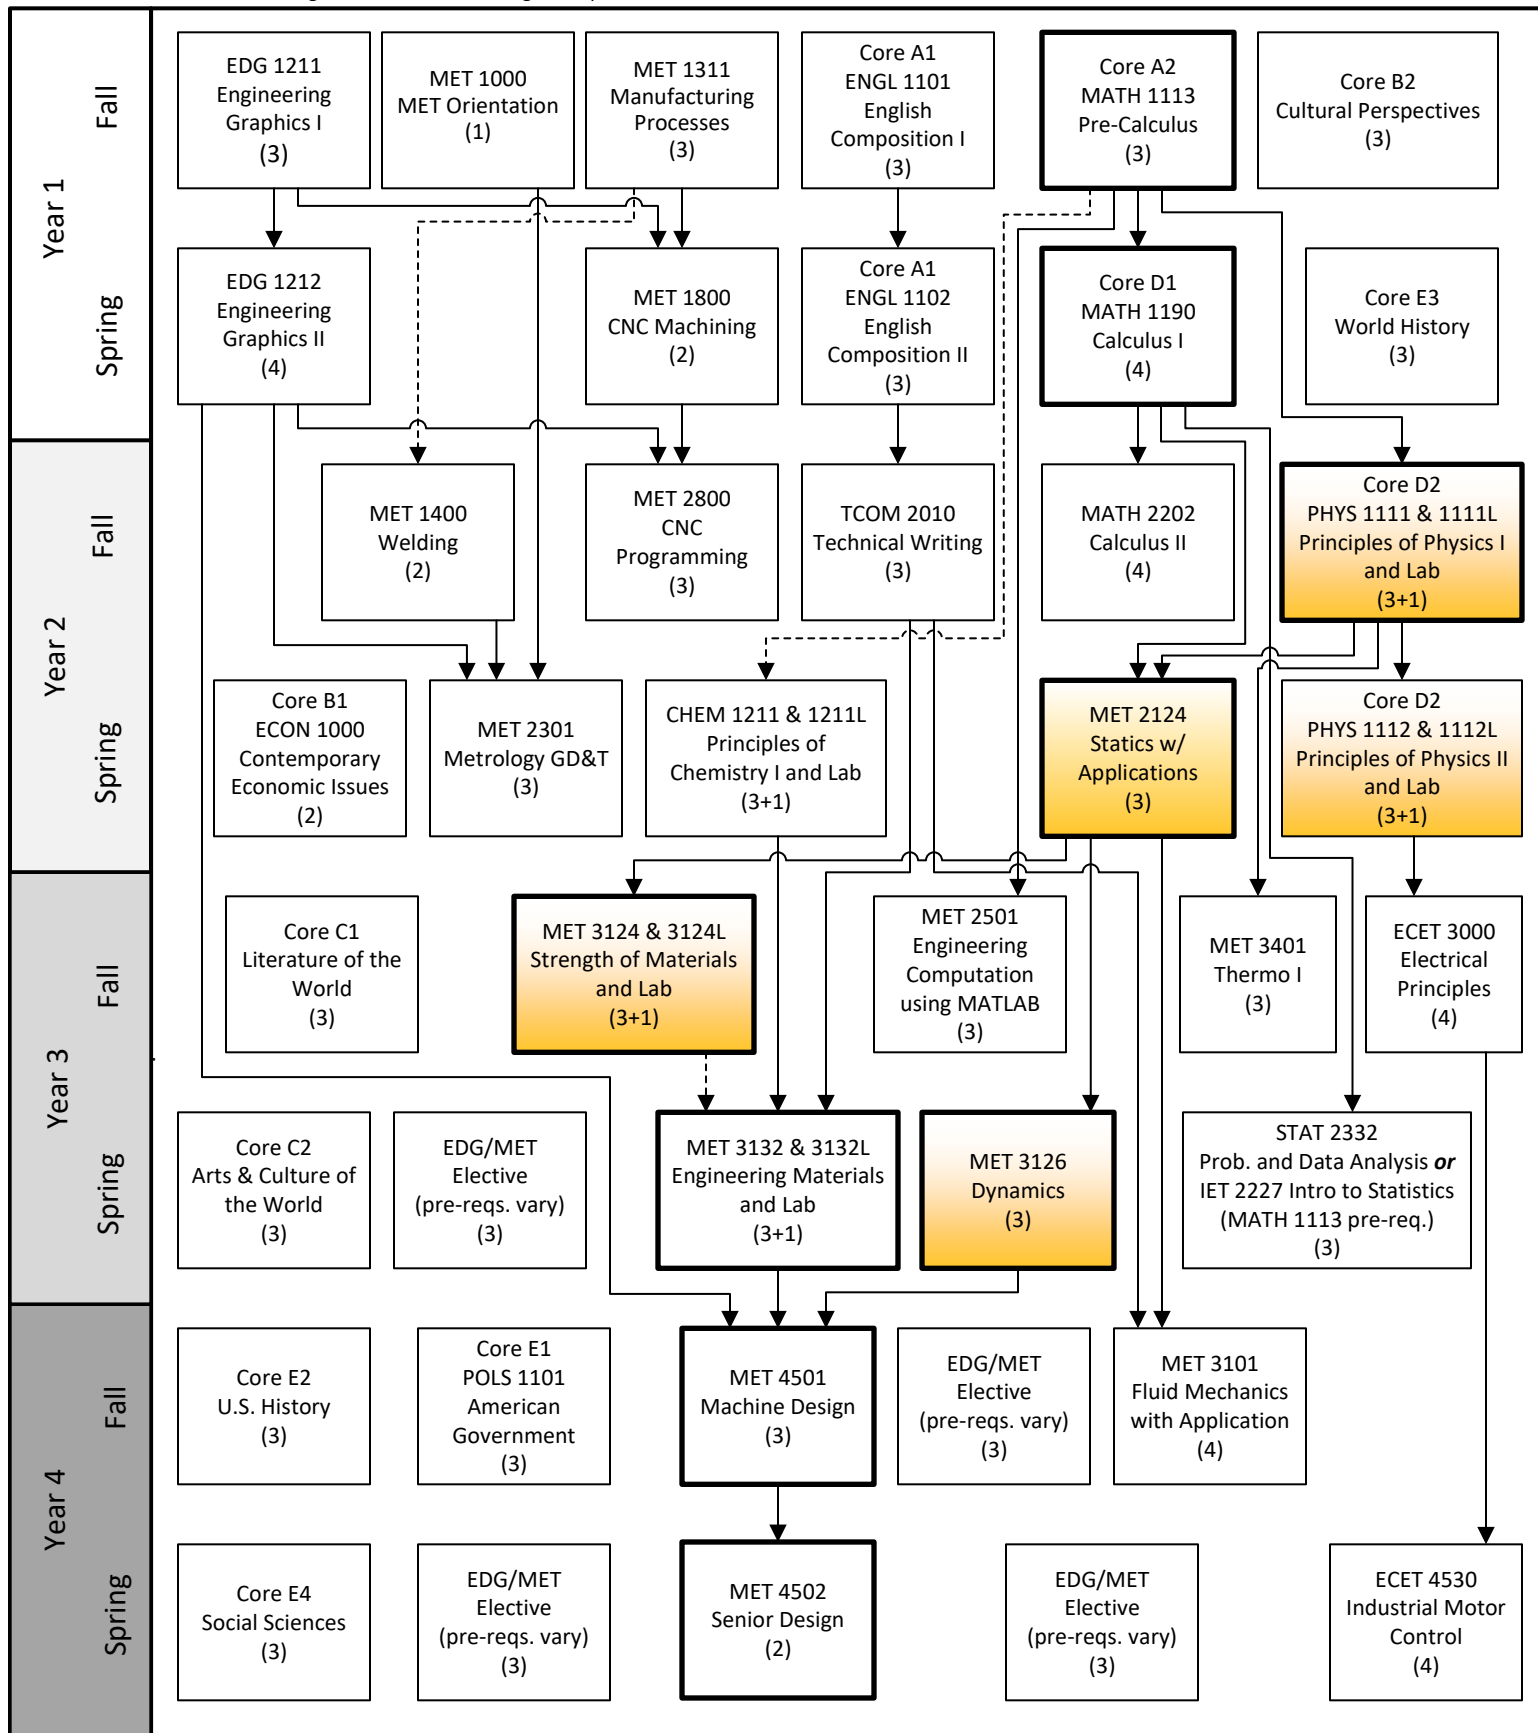 Year 1
Fall
EDG 1211
Engineering
Graphics I
(3)
MET 1000
MET Orientation
(1)
MET 1311
Manufacturing
Processes
(3)
Core A1
ENGL 1101
English
Composition I
(3)
Core A2
MATH 1113
Pre-Calculus
(3)
Core B2
Cultural Perspectives
(3)
Spring
EDG 1212
Engineering
Graphics II
(4)
MET 1800
CNC Machining
(2)
Core A1
ENGL 1102
English
Composition II
(3)
Core D1
MATH 1190
Calculus I
(4)
Core E3
World History
(3)
Year 2
Fall
MET 1400
Welding
(2)
MET 2800
CNC
Programming
(3)
TCOM 2010
Technical Writing
(3)
MATH 2202
Calculus II
(4)
Core D2
PHYS 1111 & 1111L
Principles of Physics I
and Lab
(3+1)
Spring
Core B1
ECON 1000
Contemporary
Economic Issues
(2)
MET 2301
Metrology GD&T
(3)
CHEM 1211 & 1211L
Principles of
Chemistry I and Lab
(3+1)
MET 2124
Statics w/
Applications
(3)
Core D2
PHYS 1112 & 1112L
Principles of Physics II
and Lab
(3+1)
Year 3
Fall
Core C1
Literature of the
World
(3)
MET 3124 & 3124L
Strength of Materials
and Lab
(3+1)
MET 2501
Engineering
Computation
using MATLAB
(3)
MET 3401
Thermo I
(3)
ECET 3000
Electrical
Principles
(4)
Spring
Core C2
Arts & Culture of
the World
(3)
EDG/MET
Elective
(pre-reqs. vary)
(3)
MET 3132 & 3132L
Engineering Materials
and Lab
(3+1)
MET 3126
Dynamics
(3)
STAT 2332
Prob. and Data Analysis or
IET 2227 Intro to Statistics
(MATH 1113 pre-req.)
(3)
Year 4
Fall
Core E2
U.S. History
(3)
Core E1
POLS 1101
American
Government
(3)
MET 4501
Machine Design
(3)
EDG/MET
Elective
(pre-reqs. vary)
(3)
MET 3101
Fluid Mechanics
with Application
(4)
Spring
Core E4
Social Sciences
(3)
EDG/MET
Elective
(pre-reqs. vary)
(3)
MET 4502
Senior Design
(2)
EDG/MET
Elective
(pre-reqs. vary)
(3)
ECET 4530
Industrial Motor
Control
(4)